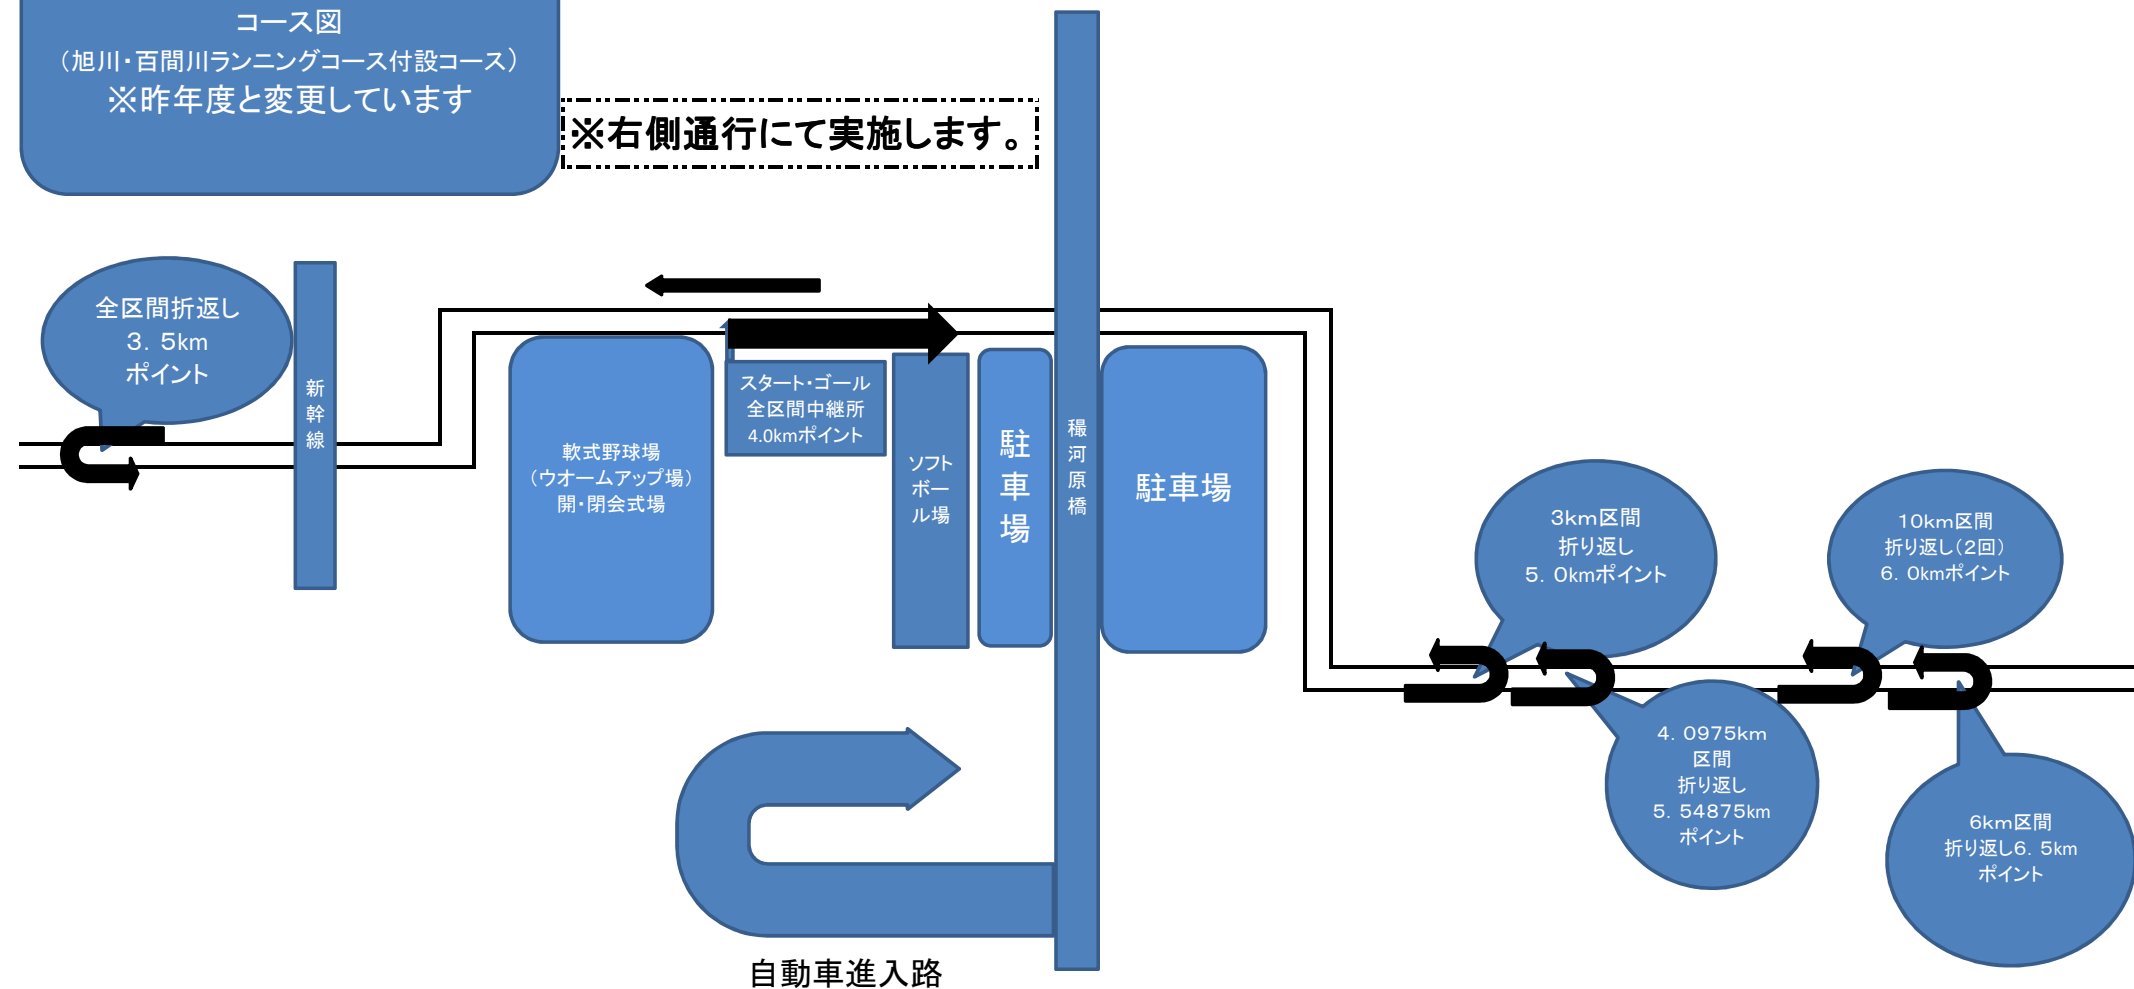 コース図
（旭川・百間川ランニングコース付設コース）
※昨年度と変更しています
※右側通行にて実施します。
全区間折返し
３．５km
ポイント
新
幹
線
軟式野球場
（ウオームアップ場）
開・閉会式場
スタート・ゴール
全区間中継所
4.0kmポイント
ソフト
ボー
ル場
駐
車
場
穝
河
原
橋
駐車場
３ｋｍ区間
折り返し
５．０kmポイント
１０ｋｍ区間
折り返し（２回）
６．０kmポイント
４．０９７５ｋｍ
区間
折り返し
５．５４８７５km
ポイント
６ｋｍ区間
折り返し６．５km
ポイント
自動車進入路